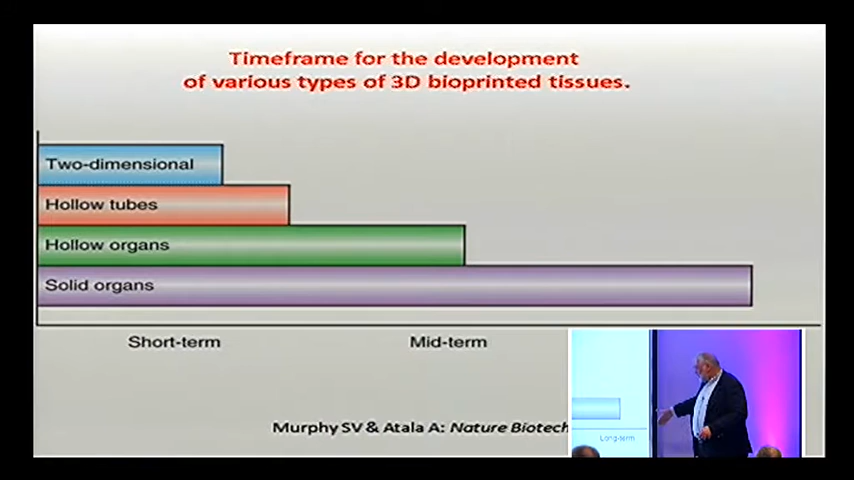 Timeframe for the development
of various types of 3D bioprinted tissues.
Two-dimensional
Hollow tubes
Hollow organs
Solid organs
Short-term
Mid-term
Long-term
Murphy SV & Atala A: Nature Biotech